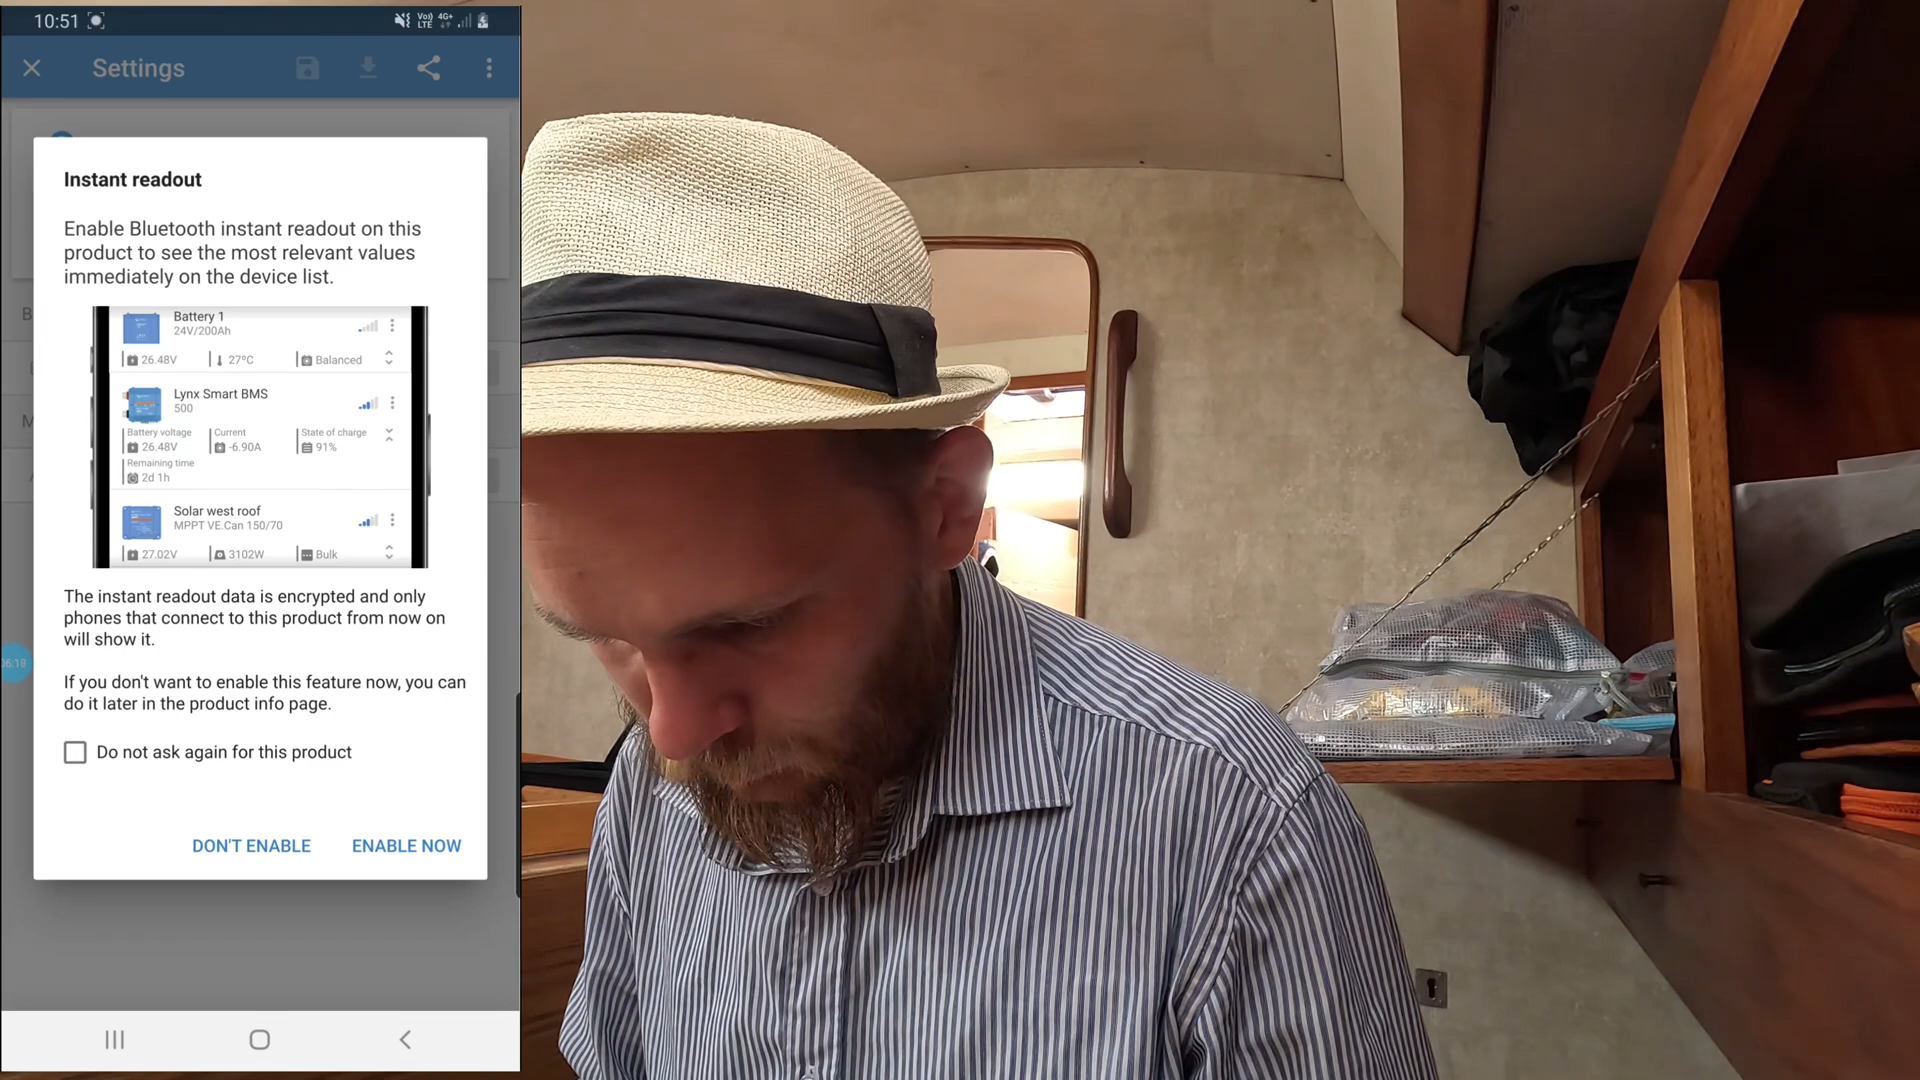 10:51
Vo))
LTE
4G+
Settings
Instant readout
Enable Bluetooth instant readout on this
product to see the most relevant values
immediately on the device list.
Battery 1
24V/200Ah
26.48V 27°C Balanced
Lynx Smart BMS
500
Battery voltage Current State of charge
26.48V -6.90A 91%
Remaining time
2d 1h
Solar west roof
MPPT VE.Can 150/70
27.02V 3102W Bulk
The instant readout data is encrypted and only
phones that connect to this product from now on
will show it.
06:18
If you don't want to enable this feature now, you can
do it later in the product info page.
Do not ask again for this product
DON'T ENABLE ENABLE NOW